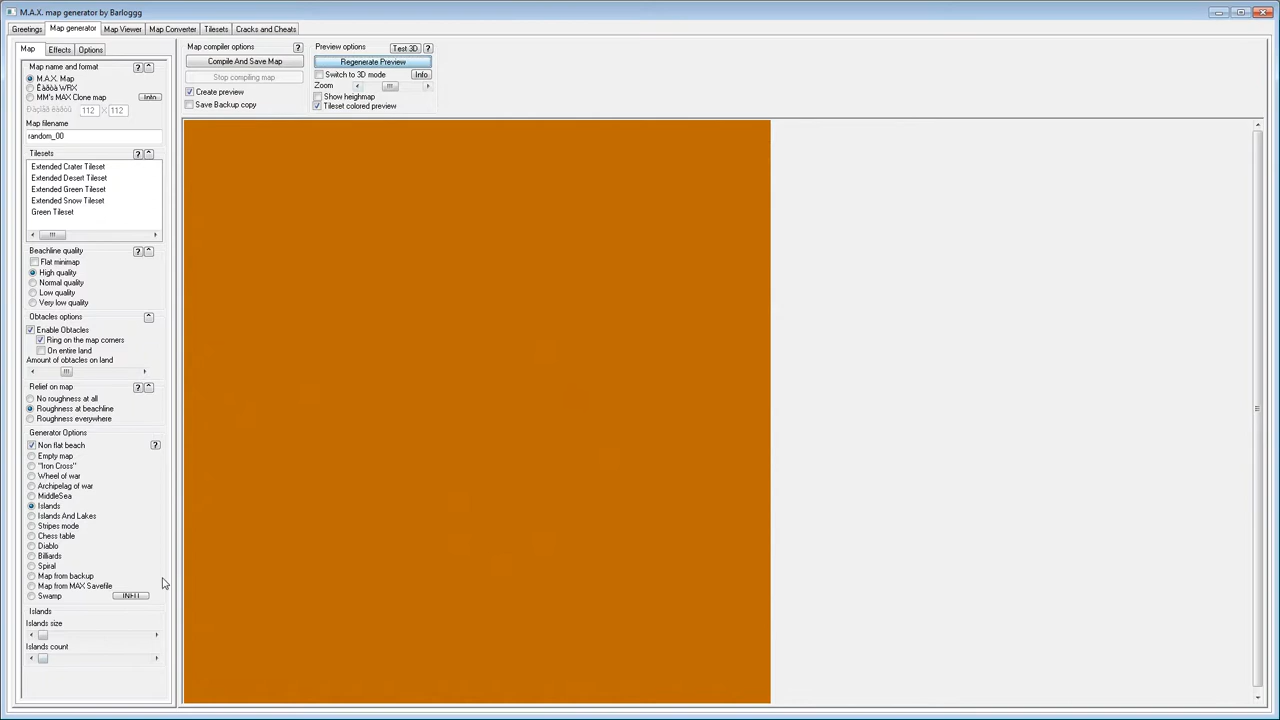 M.A.X. map generator by Barloggg
Greetings
Map generator
Map Viewer
Map Converter
Tilesets
Cracks and Cheats
Map
Effects
Options
Map name and format
?
^
M.A.X. Map
Êàðòà WRX
MM's MAX Clone map
Info
112 X 112
Map filename
random_00
Tilesets
?
^
Extended Crater Tileset
Extended Desert Tileset
Extended Green Tileset
Extended Snow Tileset
Green Tileset
Beachline quality
?
^
Flat minimap
High quality
Normal quality
Low quality
Very low quality
Obtacles options
^
Enable Obtacles
Ring on the map corners
On entire land
Amount of obtacles on land
Relief on map
?
^
No roughness at all
Roughness at beachline
Roughness everywhere
Generator Options
Non flat beach
?
Empty map
"Iron Cross"
Wheel of war
Archipelag of war
MiddleSea
Islands
Islands And Lakes
Stripes mode
Chess table
Diablo
Billiards
Spiral
Map from backup
Map from MAX Savefile
Swamp
INFO
Islands
Islands size
Islands count
Map compiler options
?
Compile And Save Map
Stop compiling map
Create preview
Save Backup copy
Preview options
Test 3D
?
Regenerate Preview
Switch to 3D mode
Info
Zoom
Show heighmap
Tileset colored preview